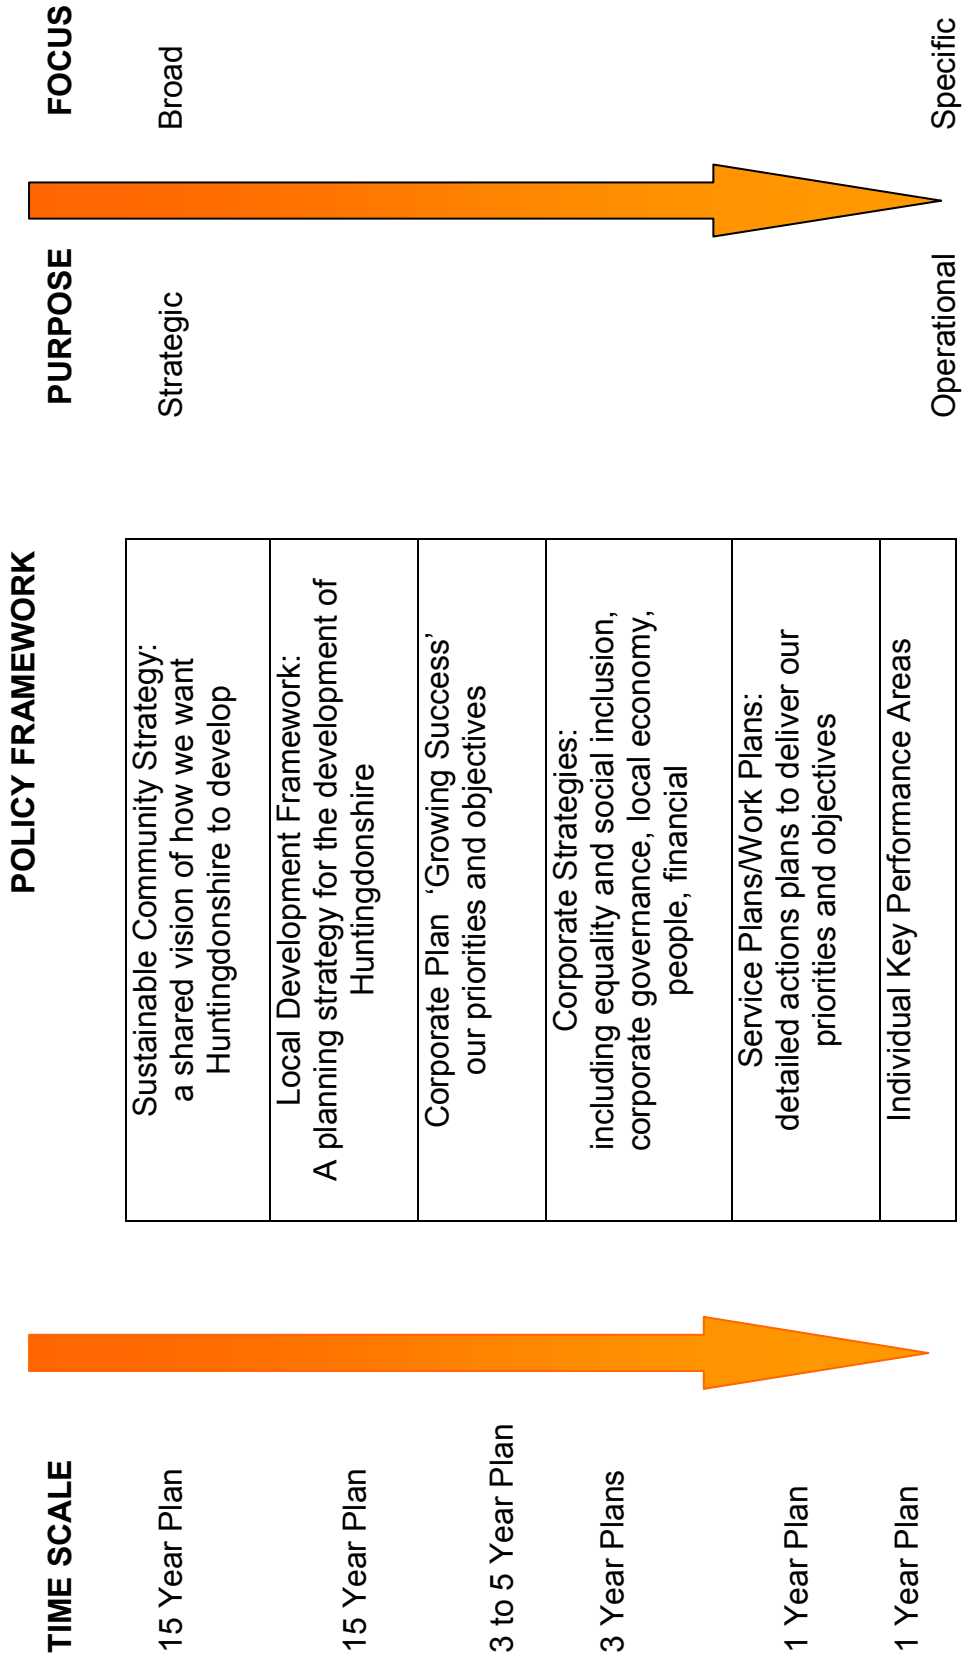 POLICY FRAMEWORK
TIME SCALE
PURPOSE
FOCUS
15 Year Plan
Sustainable Community Strategy:
a shared vision of how we want
Huntingdonshire to develop
Strategic
Broad
15 Year Plan
Local Development Framework:
A planning strategy for the development of
Huntingdonshire
3 to 5 Year Plan
Corporate Plan ‘Growing Success’
our priorities and objectives
3 Year Plans
Corporate Strategies:
including equality and social inclusion,
corporate governance, local economy,
people, financial
1 Year Plan
Service Plans/Work Plans:
detailed actions plans to deliver our
priorities and objectives
1 Year Plan
Individual Key Performance Areas
Operational
Specific